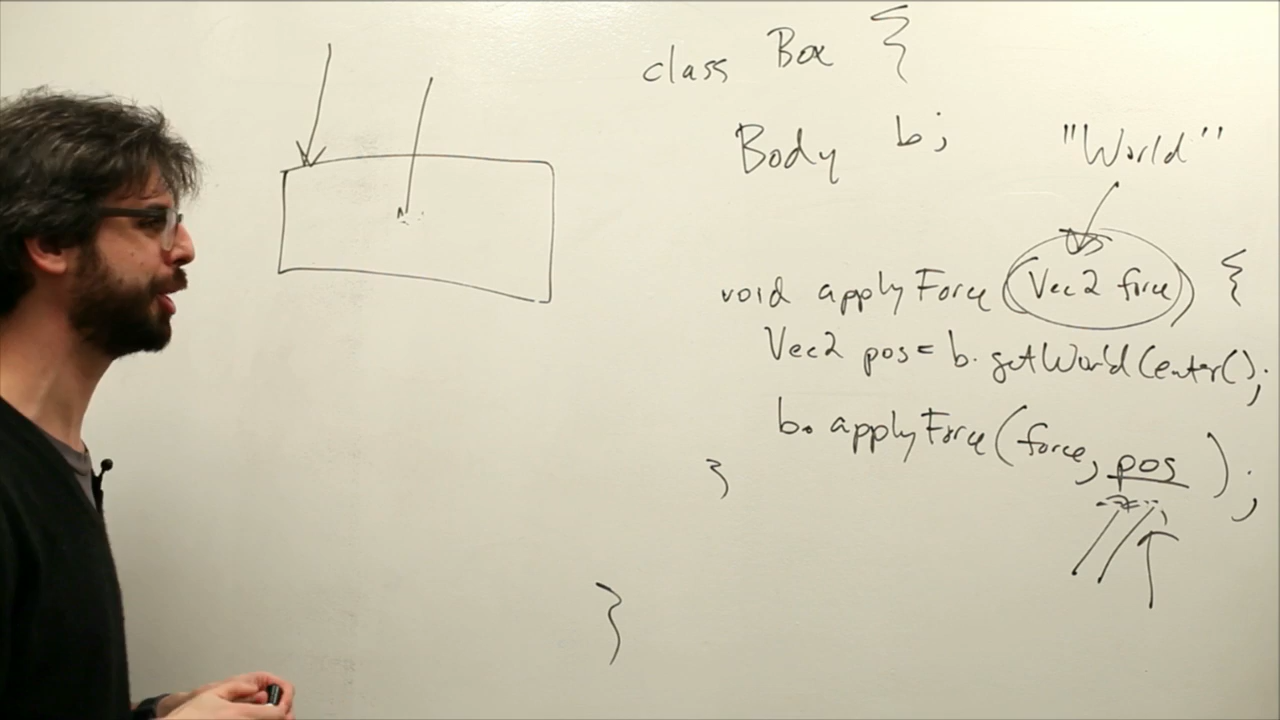 class Box {
Body b;
"World"
void applyForce (Vec2 force) {
Vec2 pos = b.getWorldCenter();
b.applyForce(force, pos);
}
}